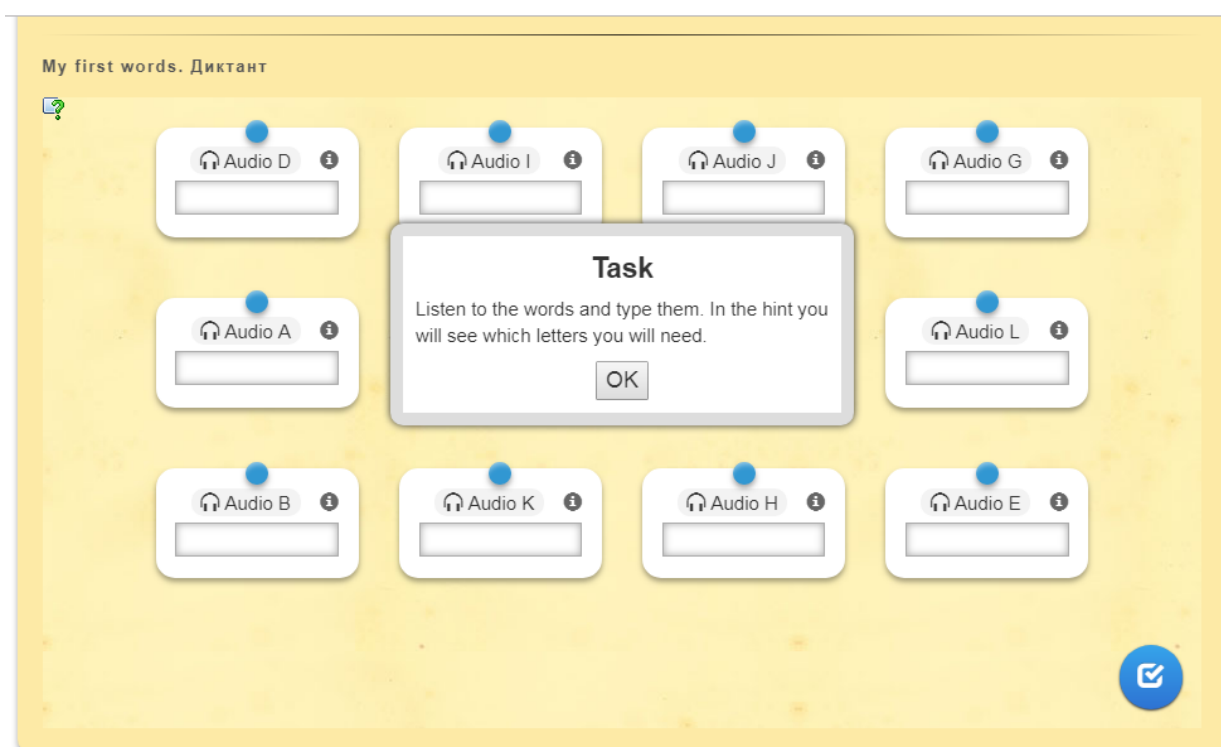 My first words. Диктант
Audio D
Audio I
Audio J
Audio G
Task
Listen to the words and type them. In the hint you
will see which letters you will need.
OK
Audio A
Audio L
Audio B
Audio K
Audio H
Audio E